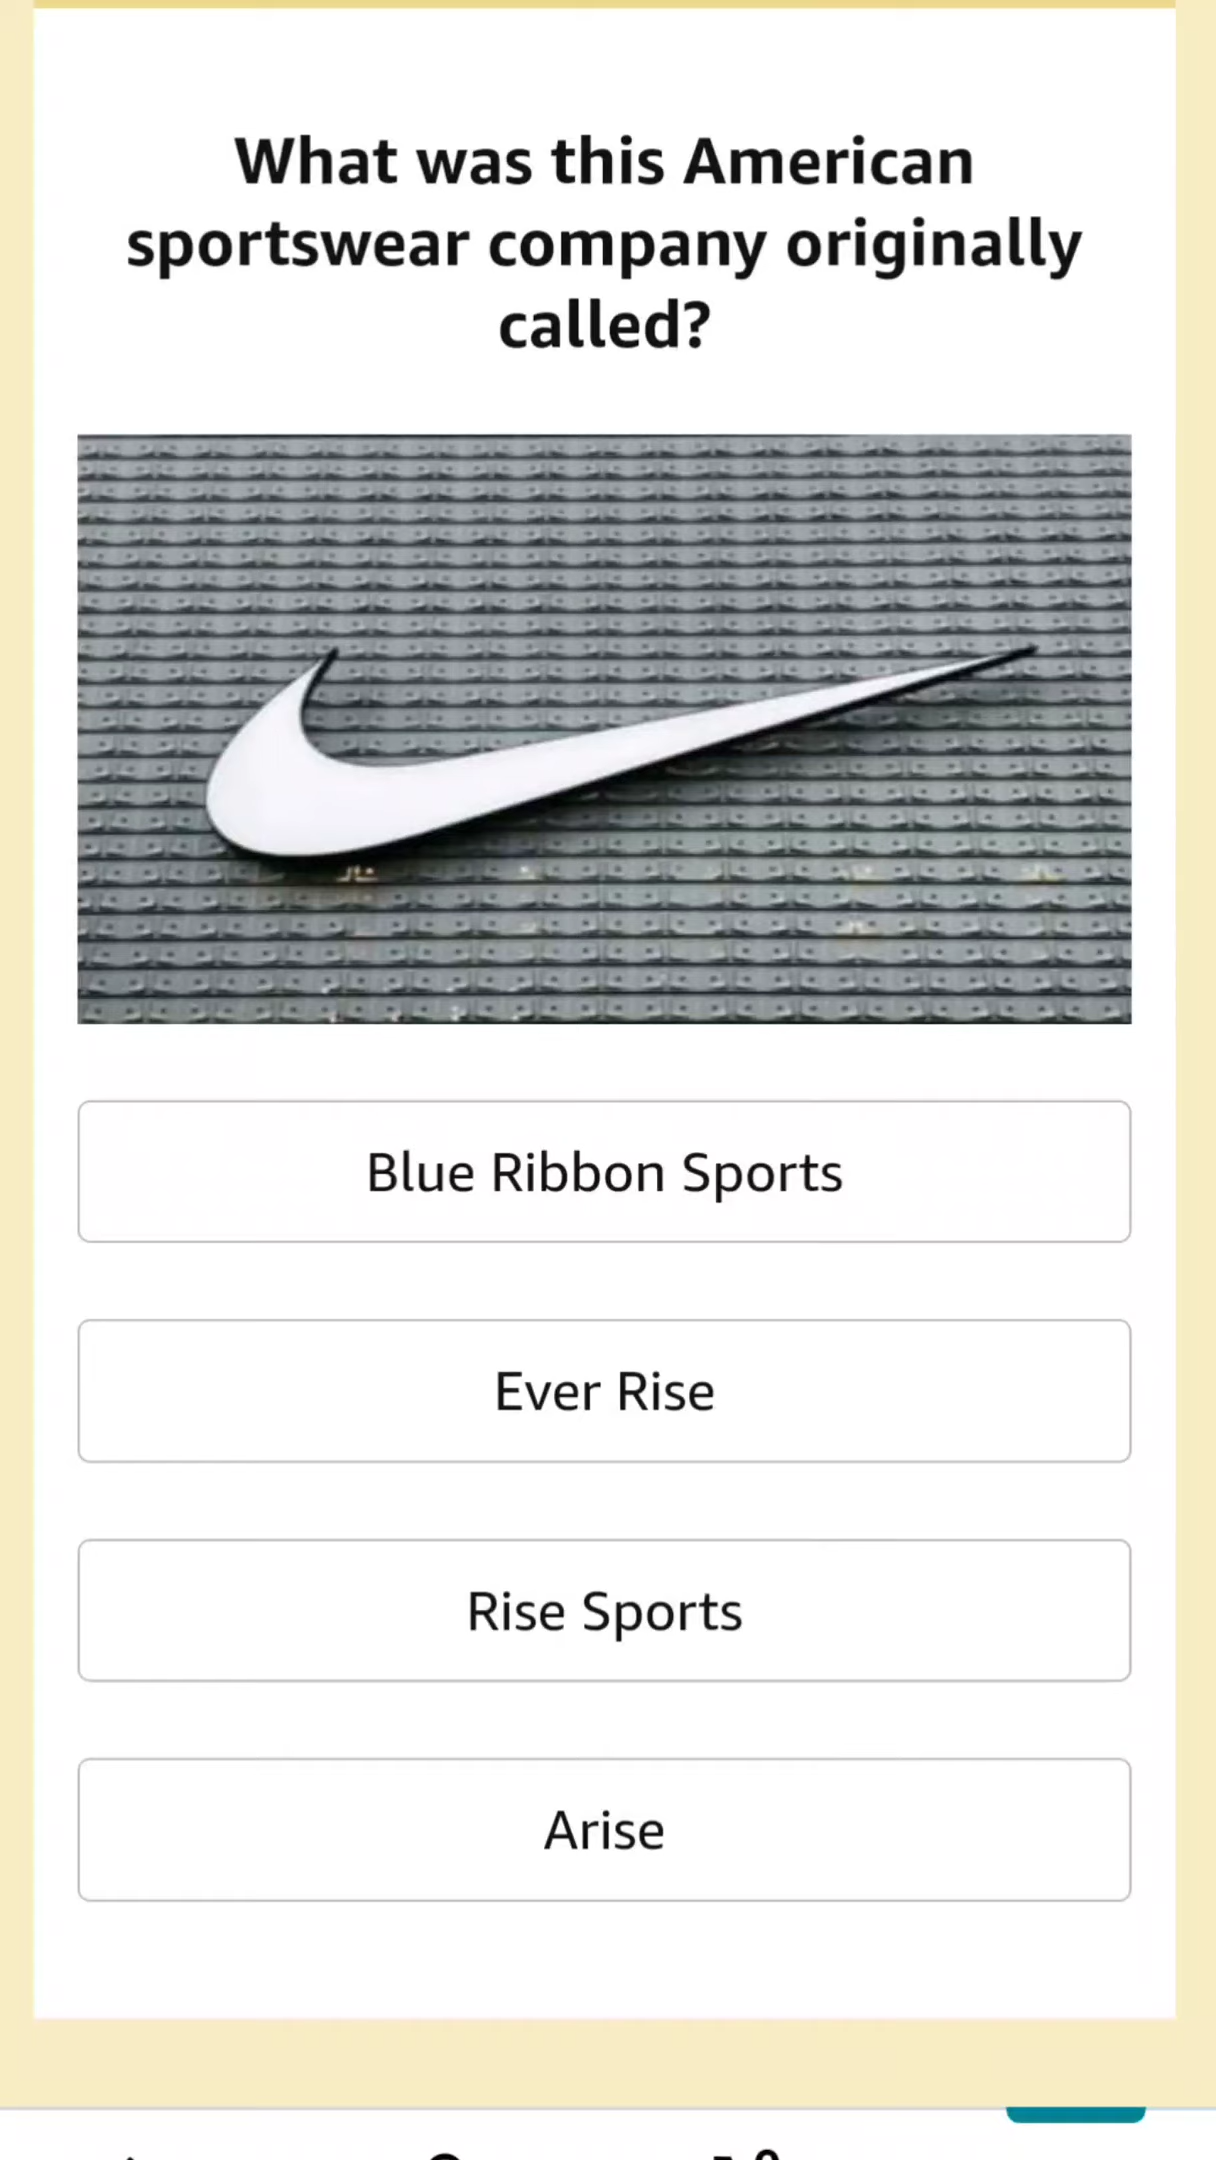 What was this American
sportswear company originally
called?
Blue Ribbon Sports
Ever Rise
Rise Sports
Arise